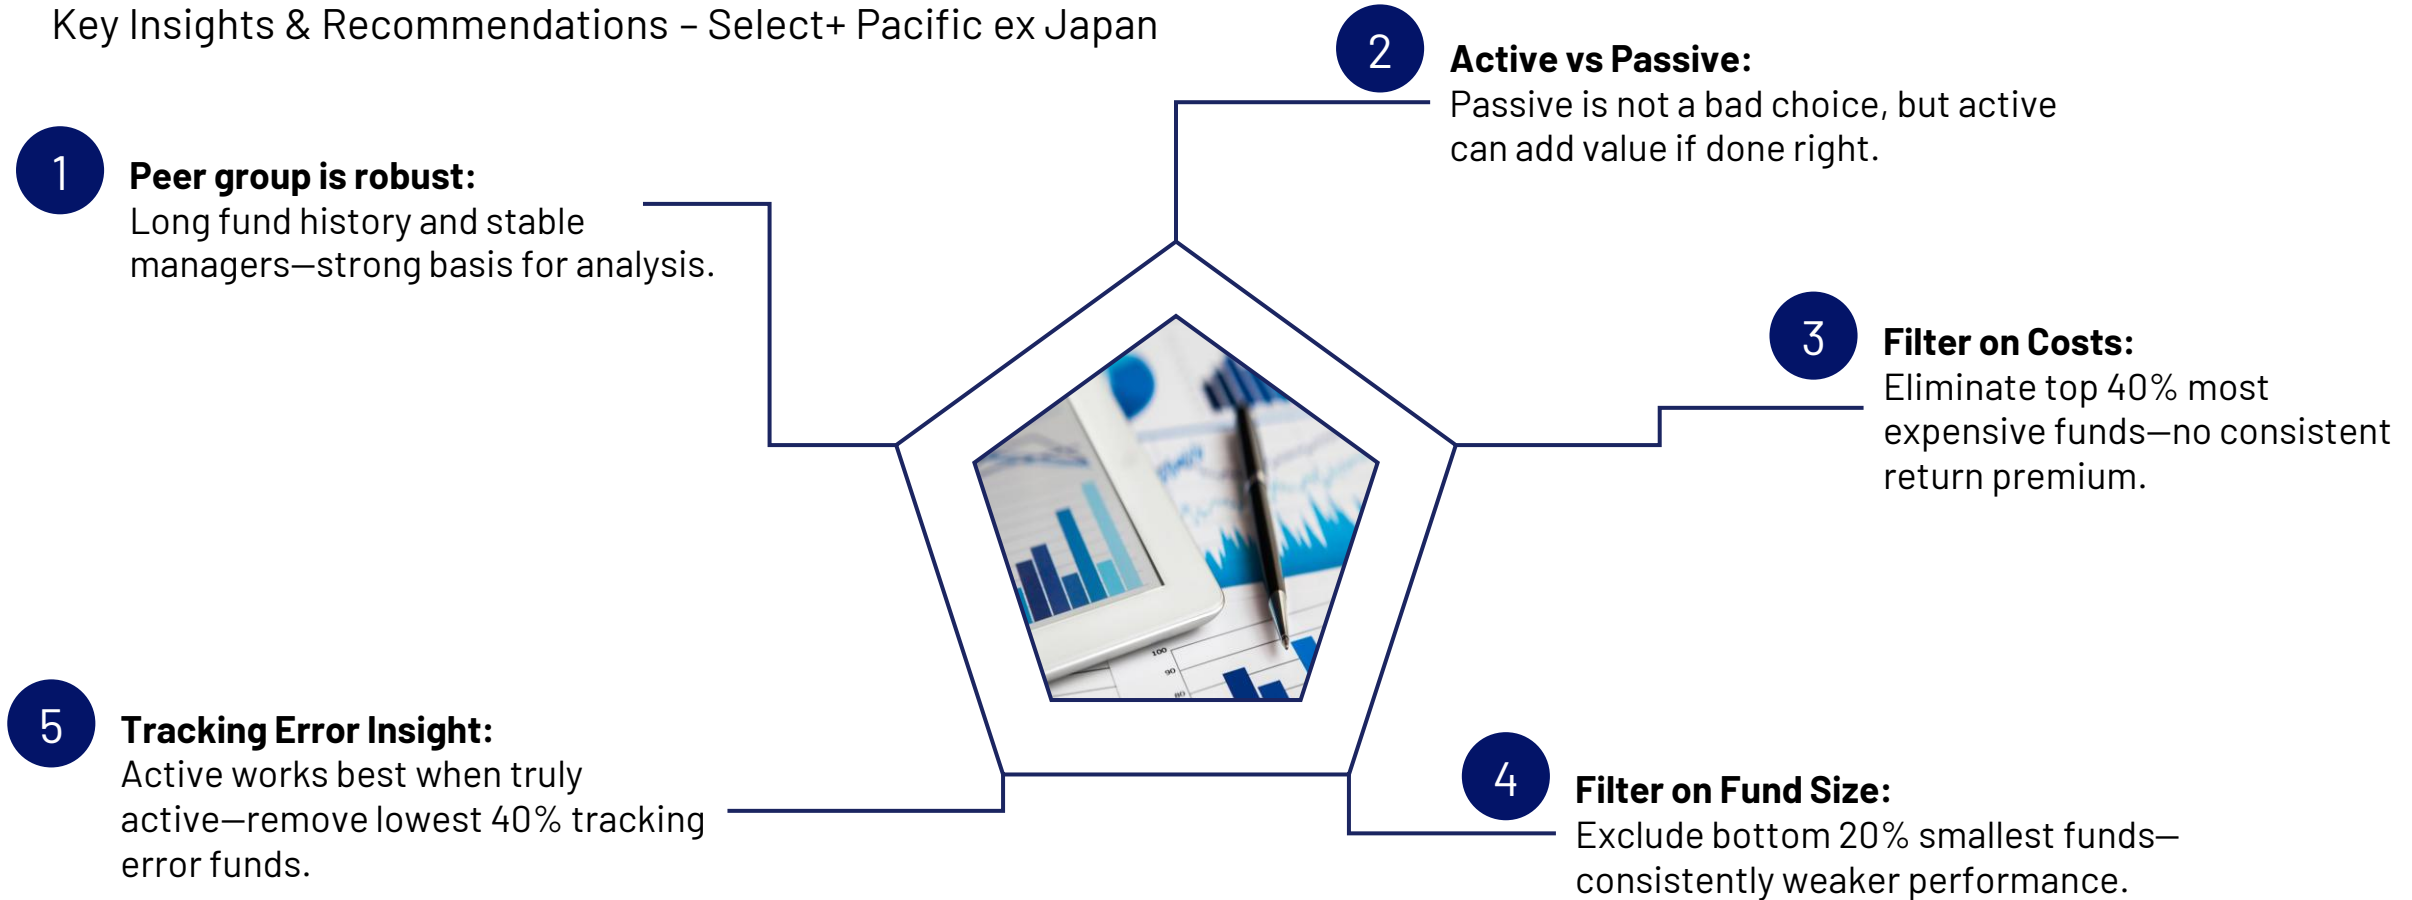 Key Insights & Recommendations – Select+ Pacific ex Japan
1
Peer group is robust:
Long fund history and stable
managers—strong basis for analysis.
2
Active vs Passive:
Passive is not a bad choice, but active
can add value if done right.
3
Filter on Costs:
Eliminate top 40% most
expensive funds—no consistent
return premium.
4
Filter on Fund Size:
Exclude bottom 20% smallest funds—
consistently weaker performance.
5
Tracking Error Insight:
Active works best when truly
active—remove lowest 40% tracking
error funds.
100
90
80